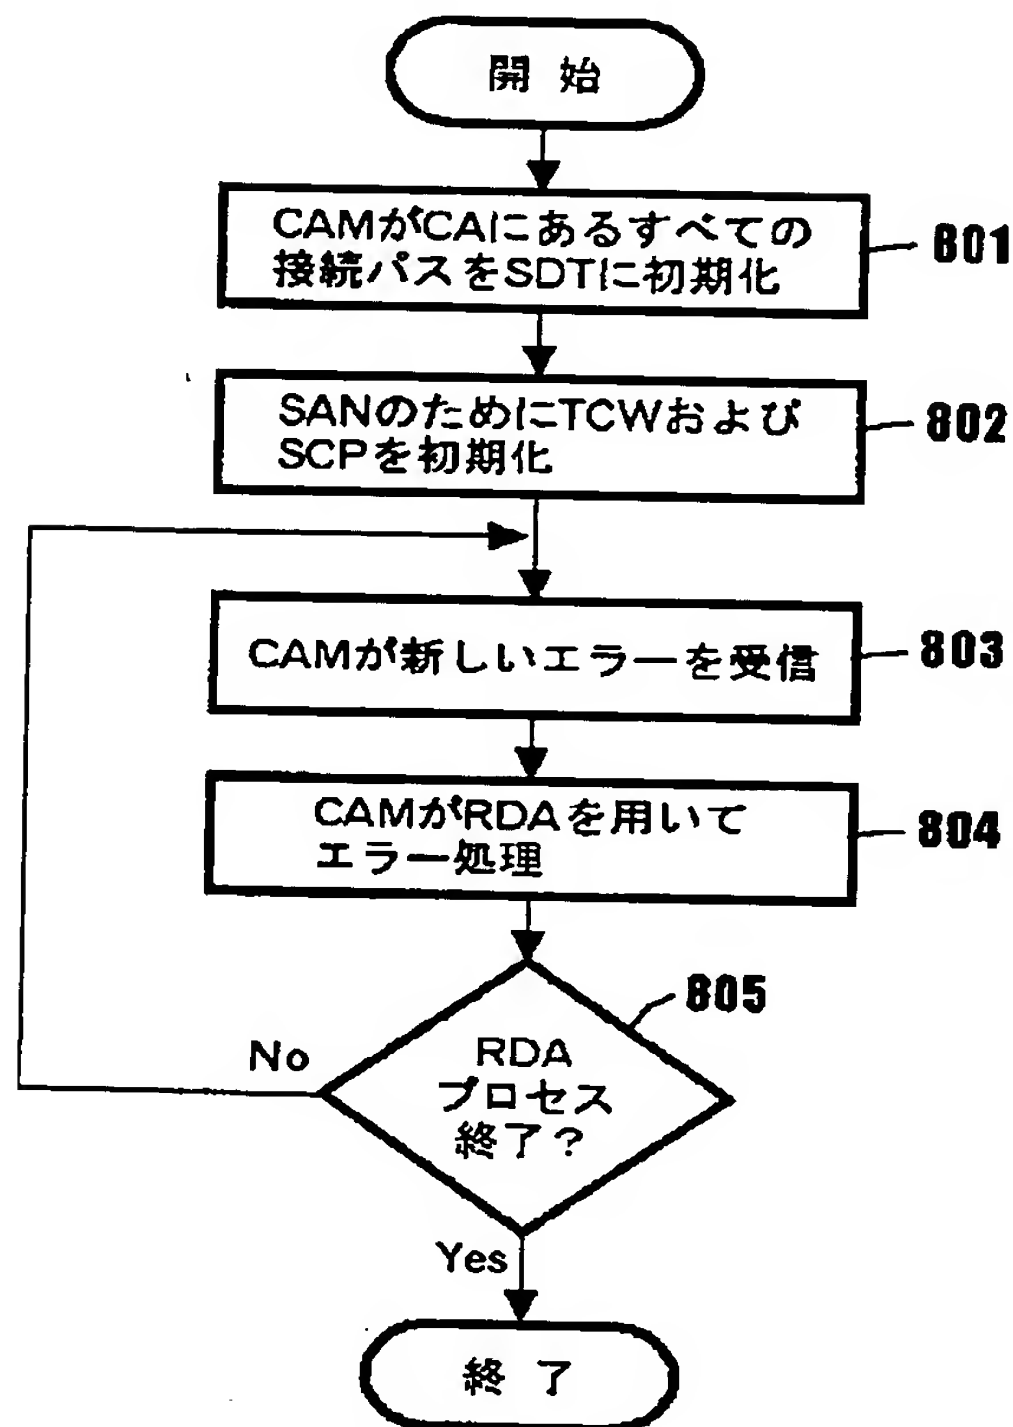 開始
CAMがCAにあるすべての
接続パスをSDTに初期化
801
SANのためにTCWおよび
SCPを初期化
802
CAMが新しいエラーを受信
803
CAMがRDAを用いて
エラー処理
804
805
No
RDA
プロセス
終了?
Yes
終了